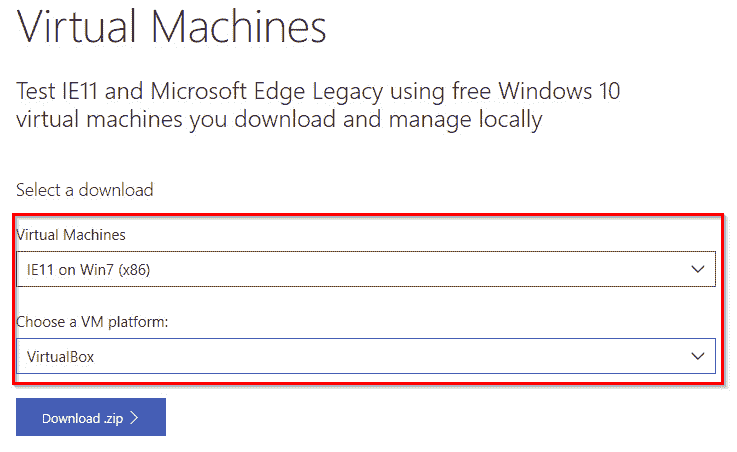 Virtual Machines
Test IE11 and Microsoft Edge Legacy using free Windows 10
virtual machines you download and manage locally
Select a download
Virtual Machines
IE11 on Win7 (x86)
Choose a VM platform:
VirtualBox
Download .zip